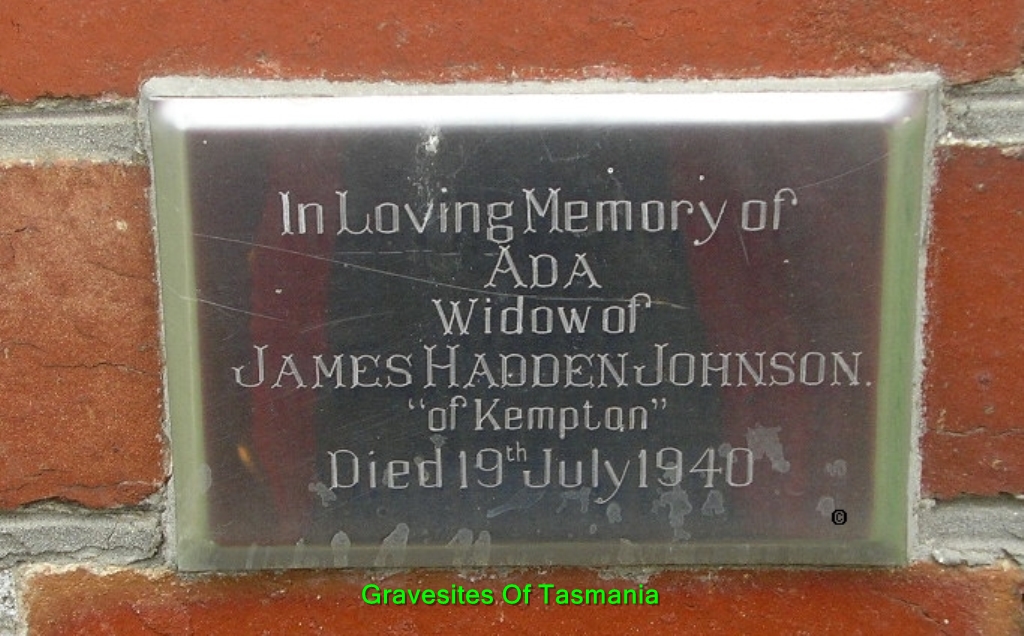 In Loving Memory of
ADA
Widow of
JAMES HADDEN JOHNSON.
"of Kempton"
Died 19th July 1940
©
Gravesites Of Tasmania